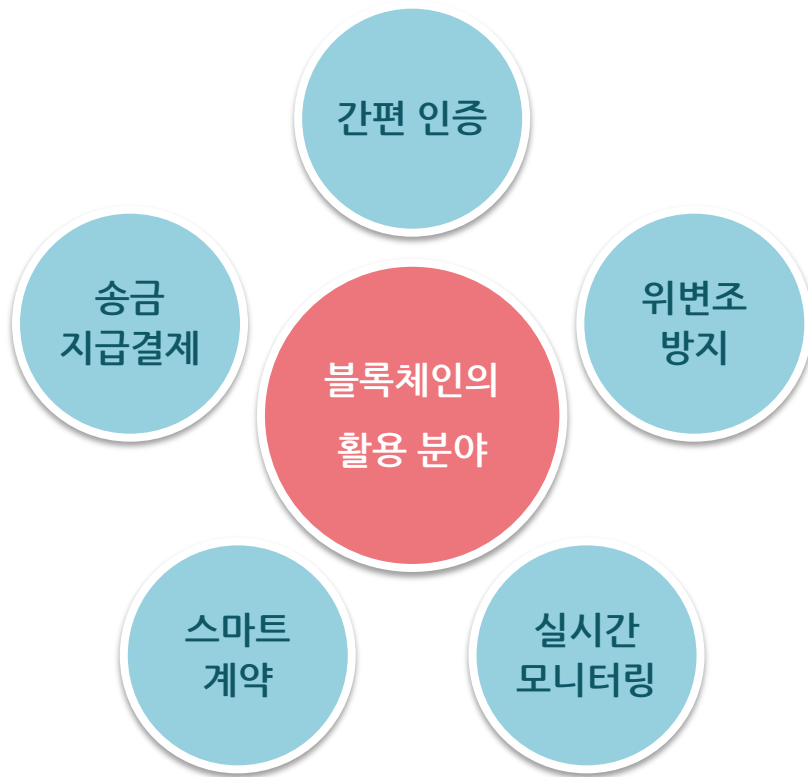 간편 인증
송금
지급결제
위변조
방지
블록체인의
활용 분야
스마트
계약
실시간
모니터링